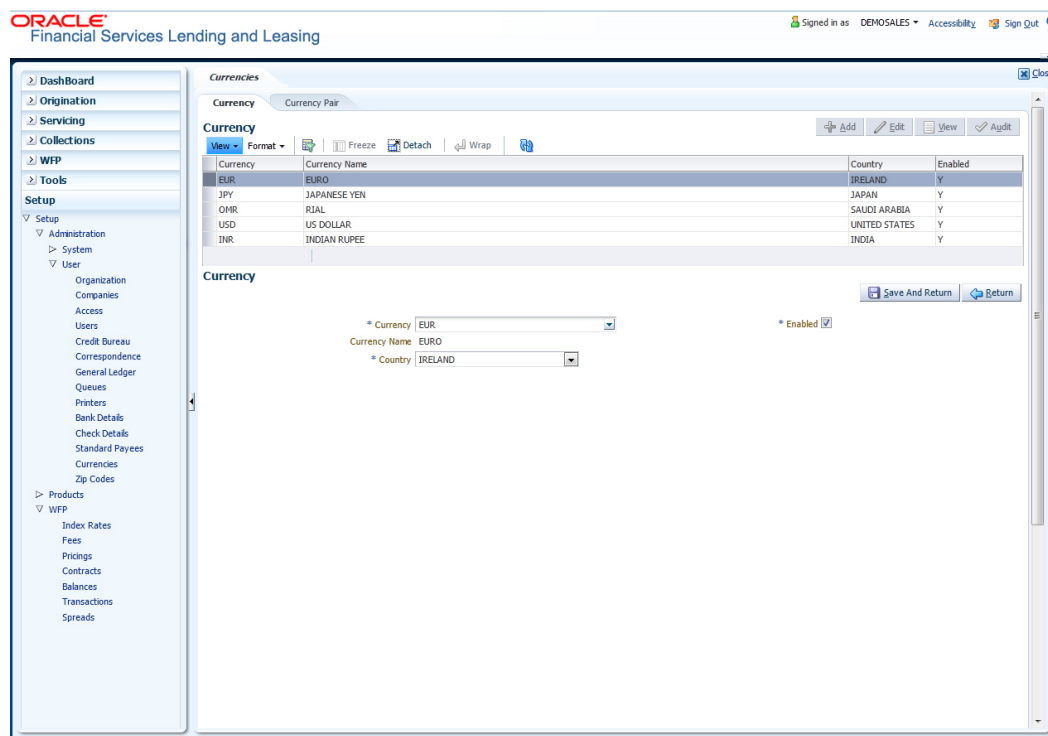 ORACLE
Financial Services Lending and Leasing
Signed in as DEMOSALES Accessibility Sign Out
DashBoard
Origination
Servicing
Collections
WFP
Tools
Setup
Setup
Administration
System
User
Organization
Companies
Access
Users
Credit Bureau
Correspondence
General Ledger
Queues
Printers
Bank Details
Check Details
Standard Payees
Currencies
Zip Codes
Products
WFP
Index Rates
Fees
Pricings
Contracts
Balances
Transactions
Spreads
Currencies
Clos
Currency Currency Pair
Currency
Add Edit View Audit
View Format Freeze Detach Wrap
Currency Currency Name Country Enabled
EUR EURO IRELAND Y
JPY JAPANESE YEN JAPAN Y
OMR RIAL SAUDI ARABIA Y
USD US DOLLAR UNITED STATES Y
INR INDIAN RUPEE INDIA Y
Currency
Save And Return Return
* Currency EUR * Enabled
Currency Name EURO
* Country IRELAND